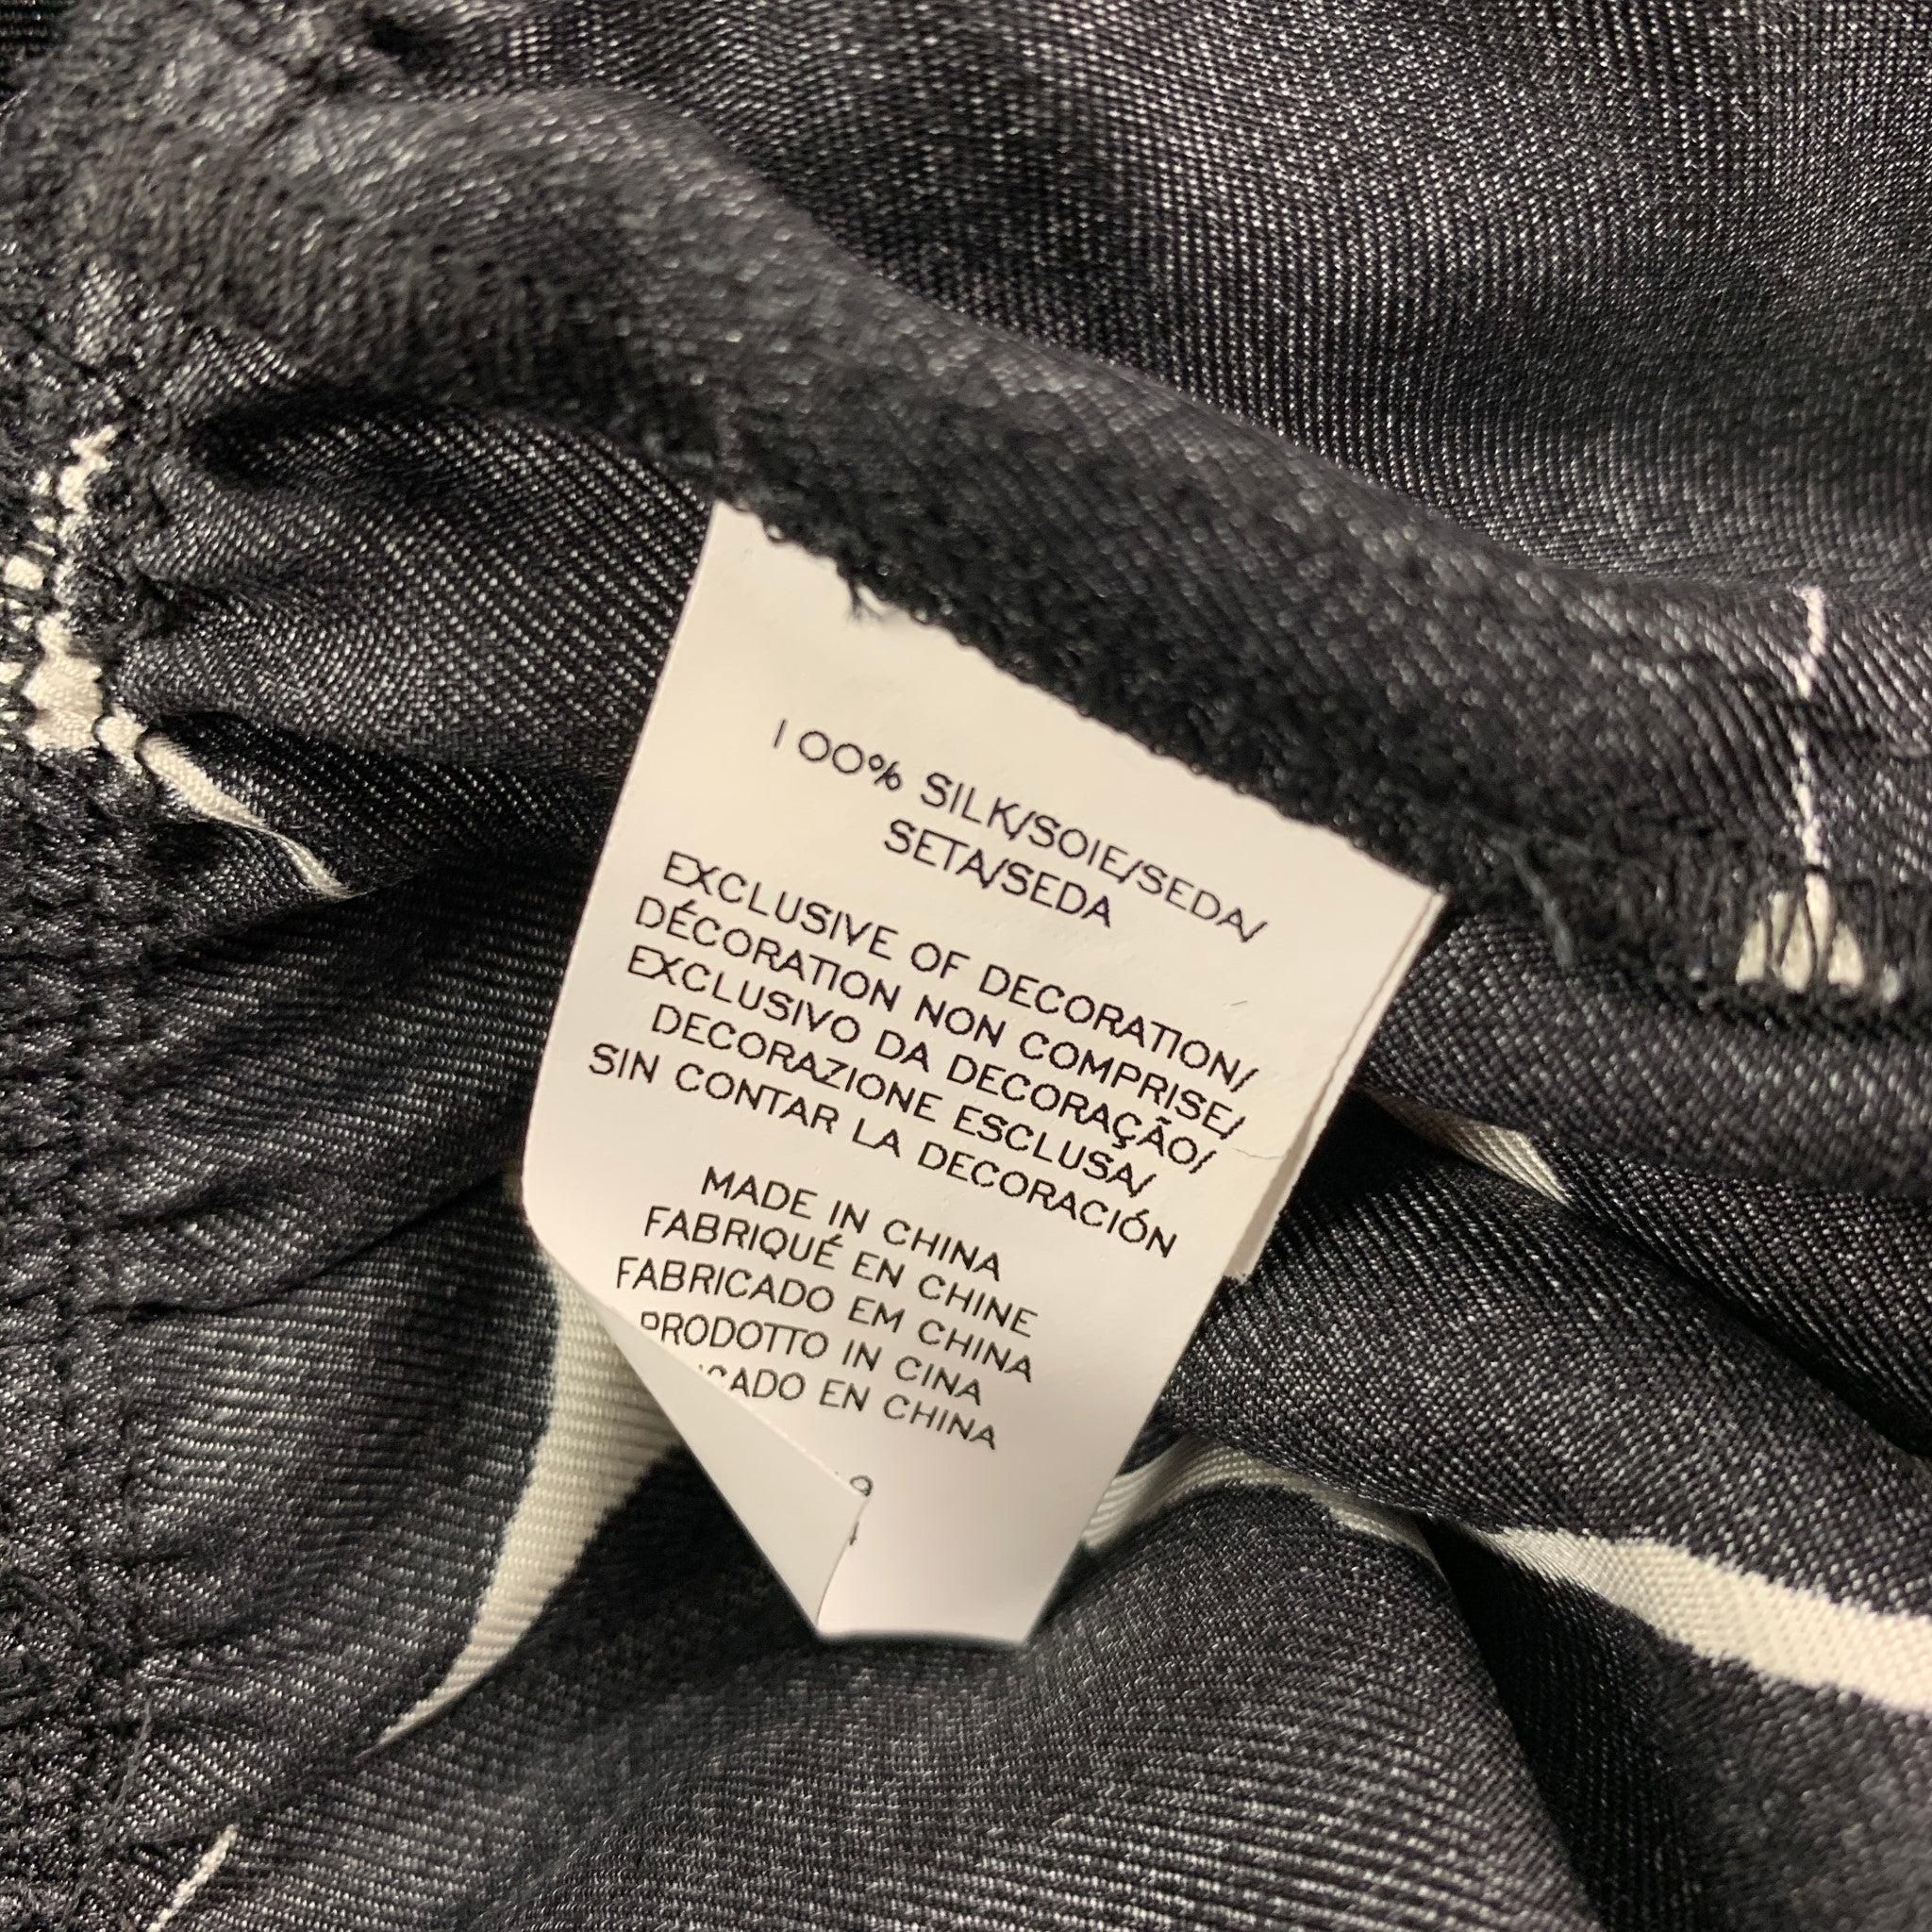 100% SILK/SOIE/SEDA/
SETA/SEDA
EXCLUSIVE OF DECORATION/
DÉCORATION NON COMPRISE/
EXCLUSIVO DA DECORAÇÃO/
DECORAZIONE ESCLUSA/
SIN CONTAR LA DECORACIÓN
MADE IN CHINA
FABRIQUÉ EN CHINE
FABRICADO EM CHINA
PRODOTTO IN CINA
EN CHINA